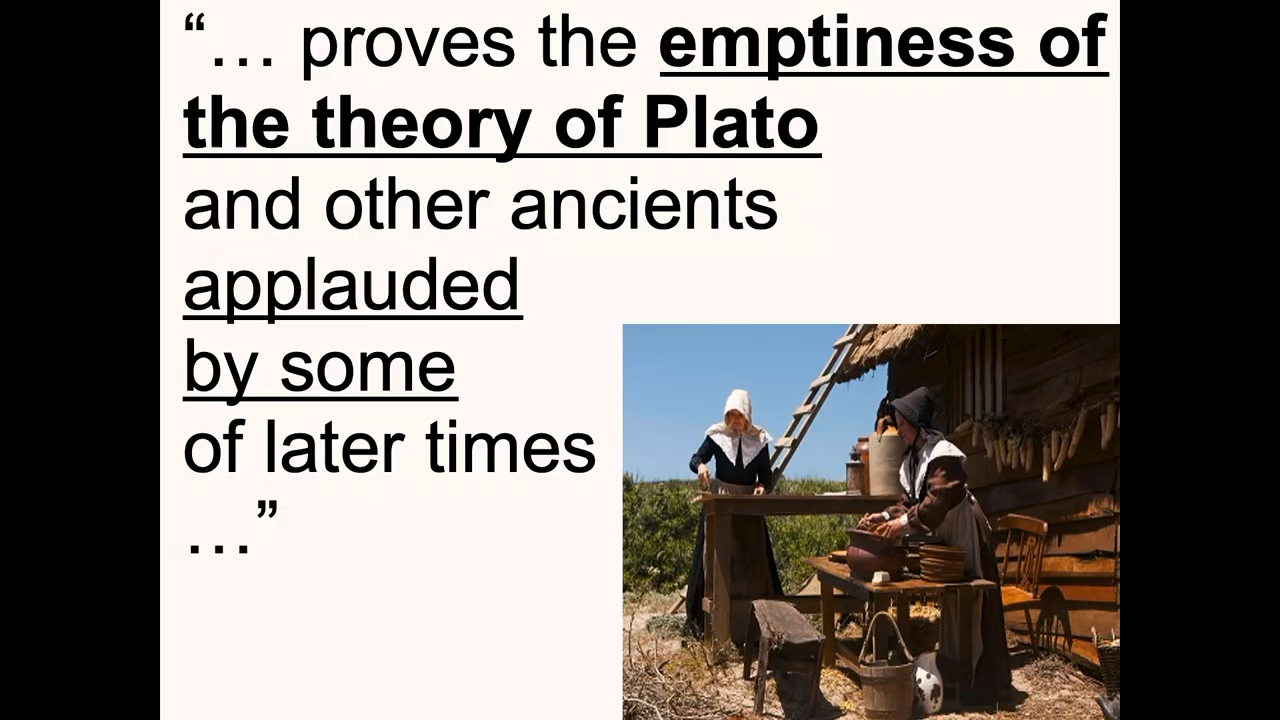 “… proves the emptiness of
the theory of Plato
and other ancients
applauded
by some
of later times
…”